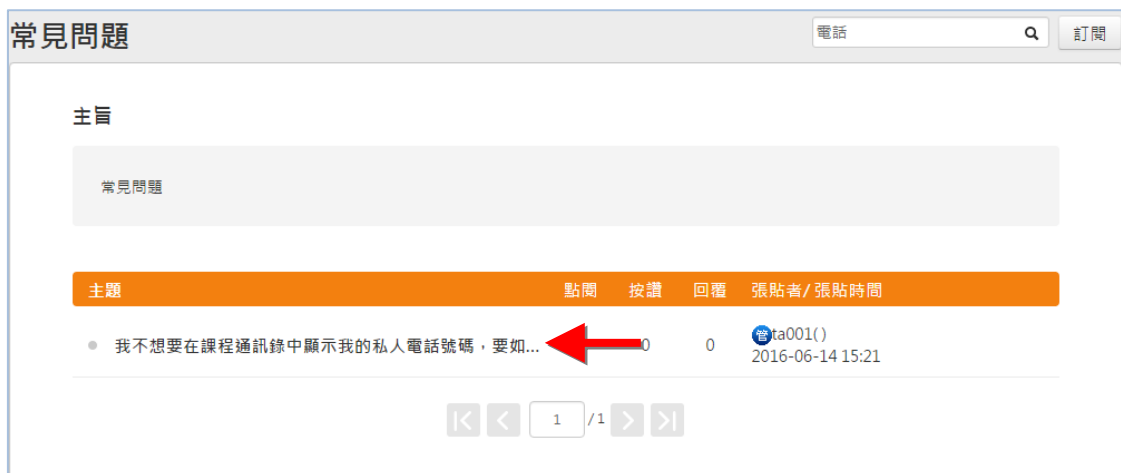 常見問題
電話
訂閱
主旨
常見問題
主題 點閱 按讚 回覆 張貼者/張貼時間
我不想要在課程通訊錄中顯示我的私人電話號碼，要如... 0 0 管ta001( )
2016-06-14 15:21
1 /1